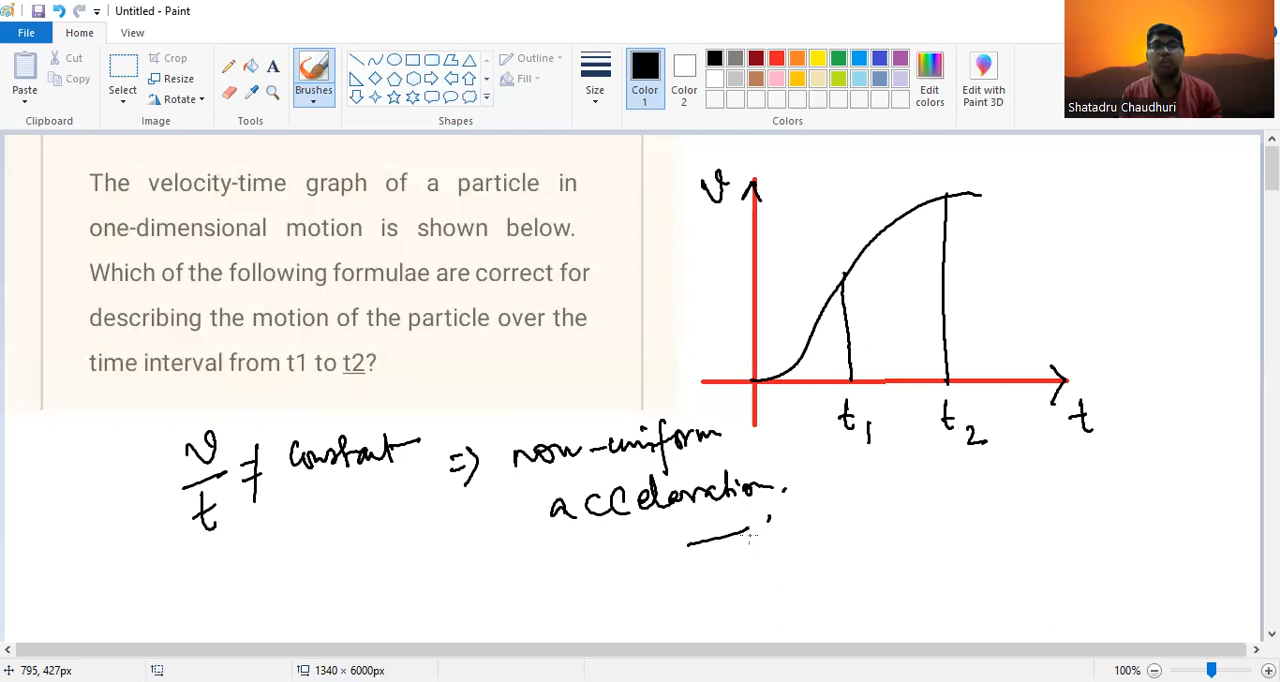 Untitled - Paint
File
Home
View
Paste
Cut
Copy
Clipboard
Select
Crop
Resize
Rotate
Image
Tools
Brushes
Shapes
Outline
Fill
Size
Color 1
Color 2
Colors
Edit colors
Edit with Paint 3D
Shatadru Chaudhuri
The velocity-time graph of a particle in
one-dimensional motion is shown below.
Which of the following formulae are correct for
describing the motion of the particle over the
time interval from t1 to t2?
v
t1
t2
t
v/t ≠ constant => non-uniform
acceleration.
795, 427px
1340 × 6000px
100%